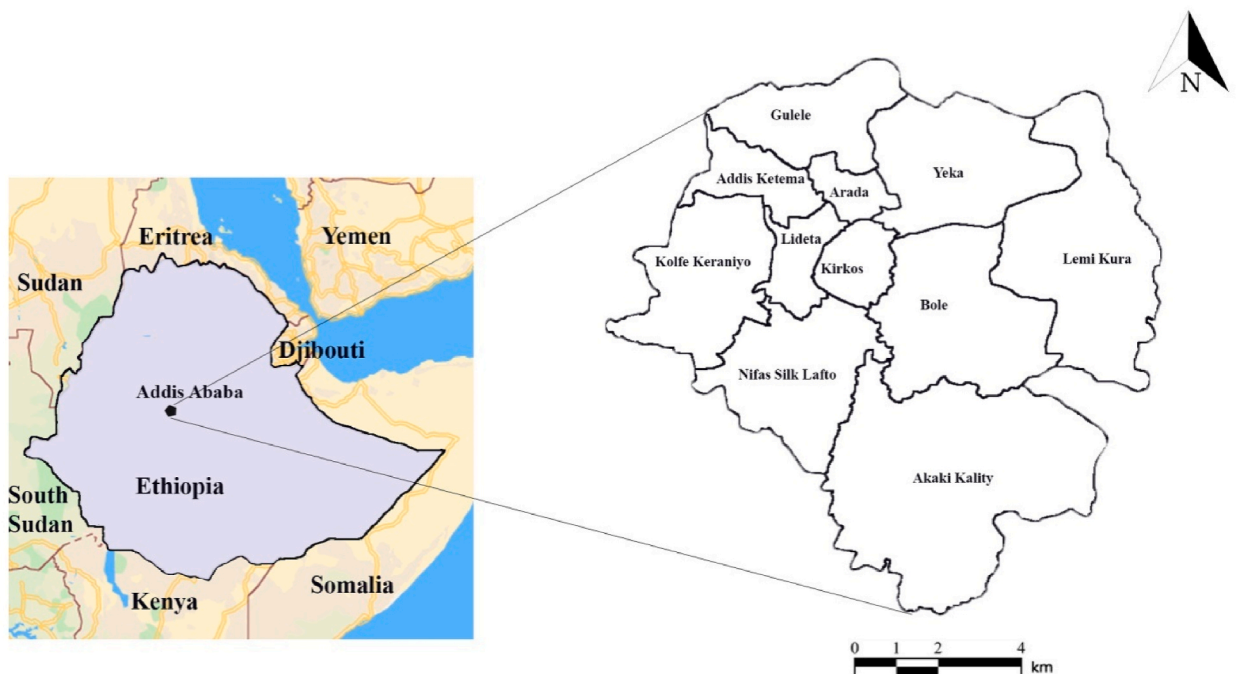 Eritrea
Yemen
Sudan
Djibouti
Addis Ababa
Ethiopia
South
Sudan
Somalia
Kenya
N
Gulele
Addis Ketema
Arada
Yeka
Lideta
Kolfe Keraniyo
Kirkos
Lemi Kura
Bole
Nifas Silk Lafto
Akaki Kality
0 1 2 4
km